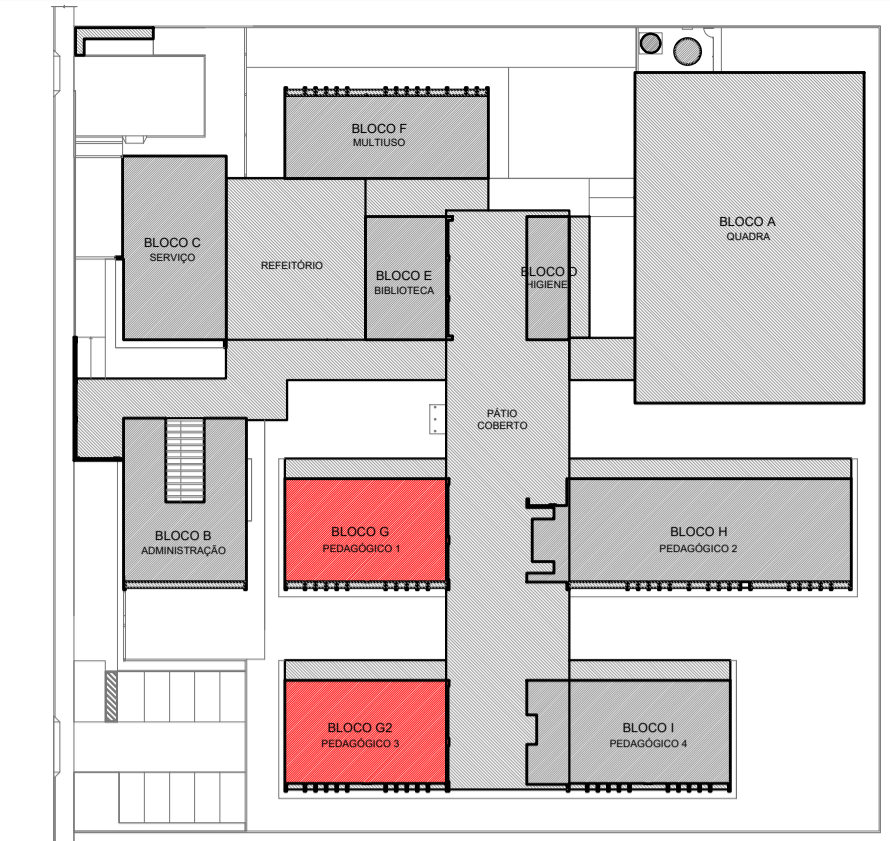 BLOCO F
MULTIUSO
BLOCO A
QUADRA
BLOCO C
SERVIÇO
REFEITÓRIO
BLOCO E
BIBLIOTECA
BLOCO D
HIGIENE
PÁTIO
COBERTO
BLOCO B
ADMINISTRAÇÃO
BLOCO G
PEDAGÓGICO 1
BLOCO H
PEDAGÓGICO 2
BLOCO G2
PEDAGÓGICO 3
BLOCO I
PEDAGÓGICO 4